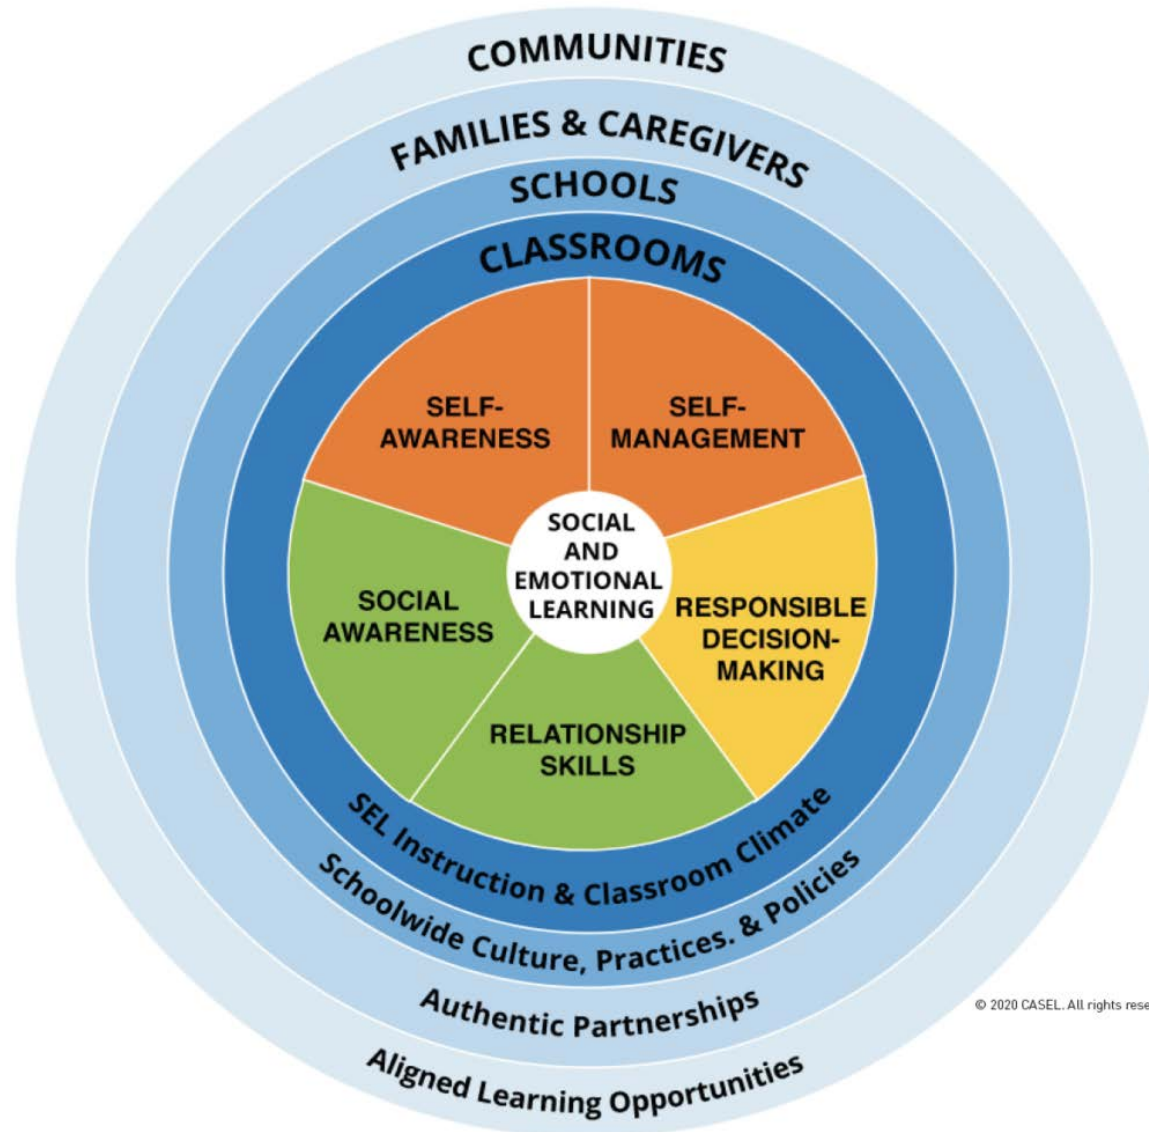 COMMUNITIES
FAMILIES & CAREGIVERS
SCHOOLS
CLASSROOMS
SELF-
AWARENESS
SELF-
MANAGEMENT
SOCIAL
AND
EMOTIONAL
LEARNING
SOCIAL
AWARENESS
RESPONSIBLE
DECISION-
MAKING
RELATIONSHIP
SKILLS
SEL Instruction & Classroom Climate
Schoolwide Culture, Practices. & Policies
Authentic Partnerships
Aligned Learning Opportunities
© 2020 CASEL. All rights rese